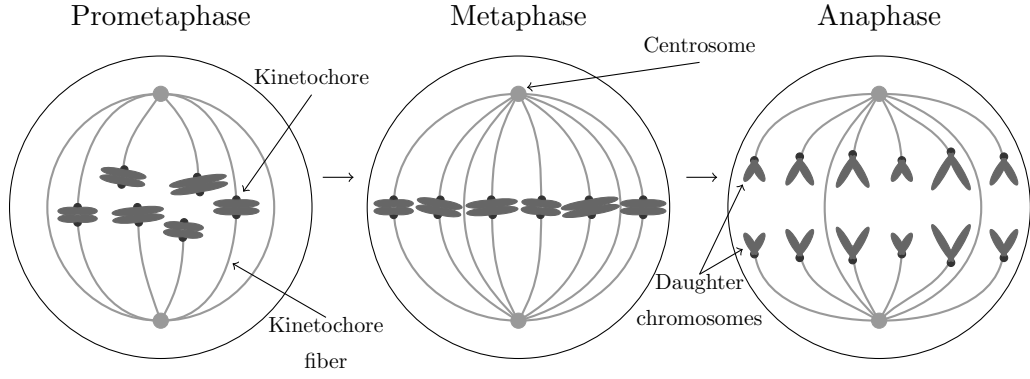 Prometaphase
Metaphase
Anaphase
Centrosome
Kinetochore
Kinetochore
fiber
Daughter
chromosomes